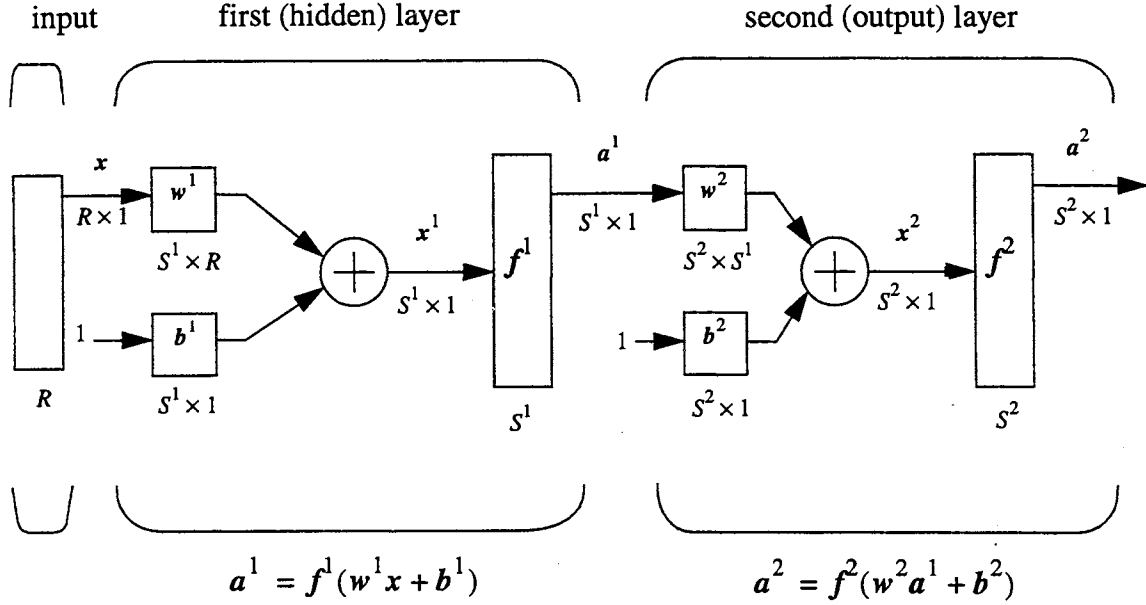 input
first (hidden) layer
second (output) layer
x
R × 1
w¹
S¹ × R
1
b¹
S¹ × 1
R
x¹
S¹ × 1
f¹
S¹
a¹
S¹ × 1
w²
S² × S¹
1
b²
S² × 1
x²
S² × 1
f²
S²
a²
S² × 1
a¹ = f¹(w¹x + b¹)
a² = f²(w²a¹ + b²)